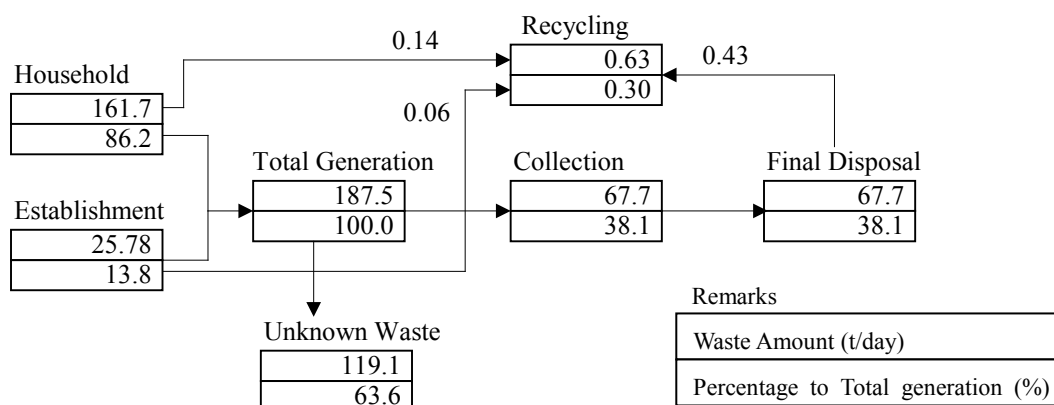 Recycling
0.14
0.63
0.43
0.30
Household
161.7
86.2
0.06
Total Generation
187.5
100.0
Collection
67.7
38.1
Final Disposal
67.7
38.1
Establishment
25.78
13.8
Unknown Waste
119.1
63.6
Remarks
Waste Amount (t/day)
Percentage to Total generation (%)